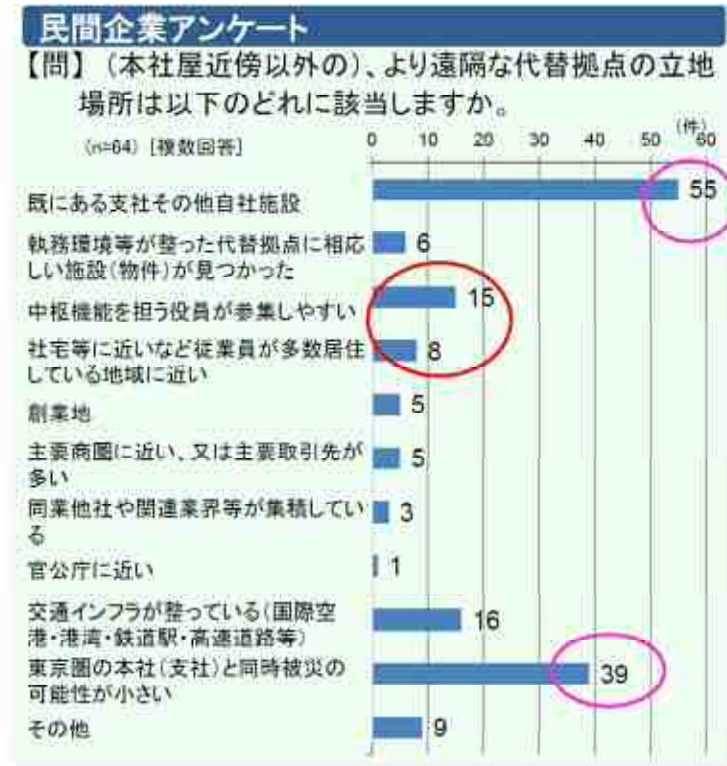 民間企業アンケート
【問】（本社屋近傍以外の）、より遠隔な代替拠点の立地
場所は以下のどれに該当しますか。
(n=64) [複数回答]
(件)
0 10 20 30 40 50 60
既にある支社その他自社施設 55
執務環境等が整った代替拠点に相応
しい施設(物件)が見つかった 6
中枢機能を担う役員が参集しやすい 15
社宅等に近いなど従業員が多数居住
している地域に近い 8
創業地 5
主要商圏に近い、又は主要取引先が
多い 5
同業他社や関連業界等が集積してい
る 3
官公庁に近い 1
交通インフラが整っている(国際空
港・港湾・鉄道駅・高速道路等) 16
東京圏の本社(支社)と同時被災の
可能性が小さい 39
その他 9